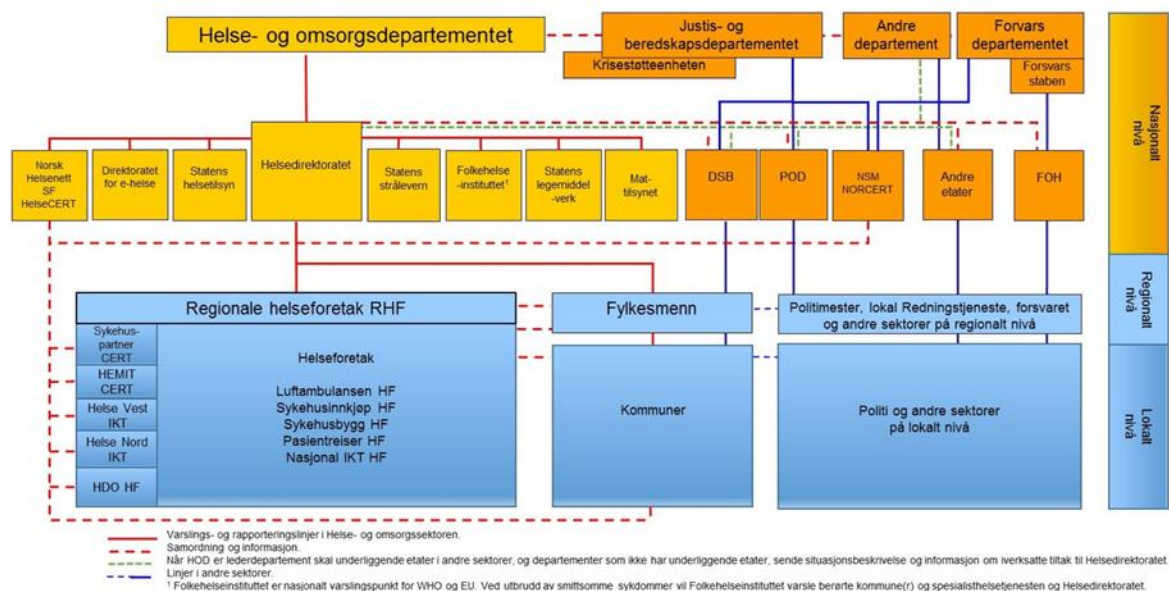 Helse- og omsorgsdepartementet
Justis- og
beredskapsdepartementet
Krisestøtteenheten
Andre
departement
Forvars
departementet
Forsvars
staben
Nasjonalt
nivå
Norsk
Helsenett
SF
HelseCERT
Direktoratet
for e-helse
Statens
helsetilsyn
Helsedirektoratet
Statens
strålevern
Folkehelse
-instituttet¹
Statens
legemiddel
-verk
Mat-
tilsynet
DSB
POD
NSM
NORCERT
Andre
etater
FOH
Regionale helseforetak RHF
Fylkesmenn
Politimester, lokal Redningstjeneste, forsvaret
og andre sektorer på regionalt nivå
Regionalt
nivå
Sykehus-
partner
CERT
HEMIT
CERT
Helse Vest
IKT
Helse Nord
IKT
HDO HF
Helseforetak
Luftambulansen HF
Sykehusinnkjøp HF
Sykehusbygg HF
Pasientreiser HF
Nasjonal IKT HF
Kommuner
Politi og andre sektorer
på lokalt nivå
Lokalt
nivå
Varslings- og rapporteringslinjer i Helse- og omsorgssektoren.
Samordning og informasjon.
Når HOD er lederdepartement skal underliggende etater i andre sektorer, og departementer som ikke har underliggende etater, sende situasjonsbeskrivelse og informasjon om iverksatte tiltak til Helsedirektoratet.
Linjer i andre sektorer.
¹ Folkehelseinstituttet er nasjonalt varslingspunkt for WHO og EU. Ved utbrudd av smittsomme sykdommer vil Folkehelseinstituttet varsle berørte kommune(r) og spesialisthelsetjenesten og Helsedirektoratet.